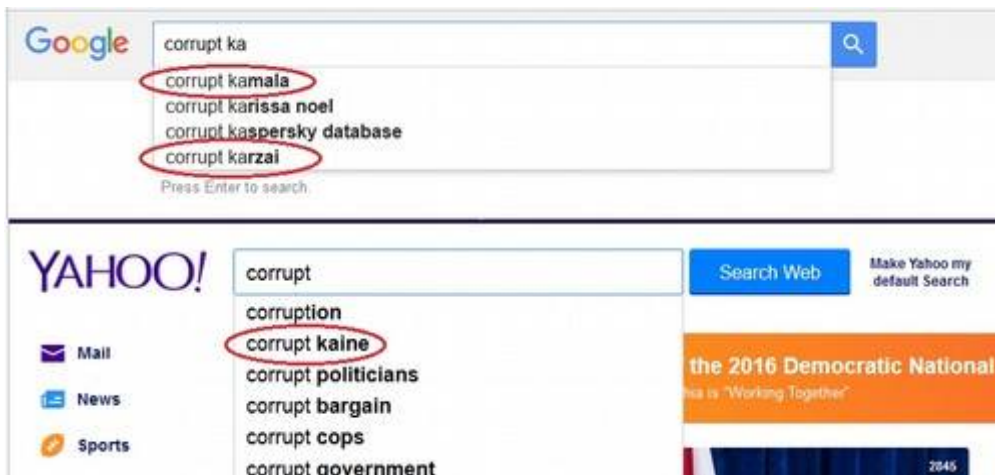 Google
corrupt ka
corrupt kamala
corrupt karissa noel
corrupt kaspersky database
corrupt karzai
Press Enter to search.
YAHOO!
corrupt
Search Web
Make Yahoo my
default Search
corruption
Mail
corrupt kaine
the 2016 Democratic National
corrupt politicians
is "Working Together"
News
corrupt bargain
Sports
corrupt cops
corrupt government
2845